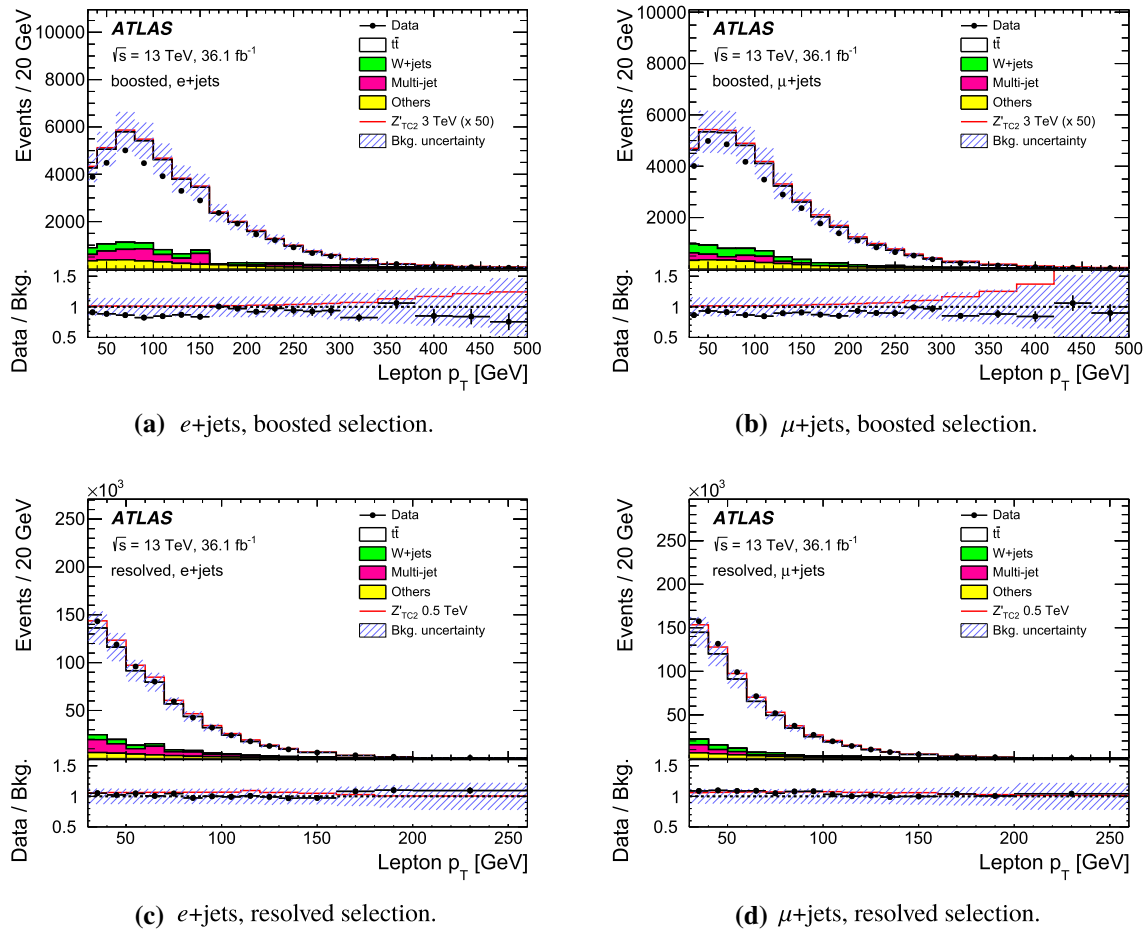 ATLAS
√s = 13 TeV, 36.1 fb⁻¹
boosted, e+jets
Data
tt̄
W+jets
Multi-jet
Others
Z'TC2 3 TeV (x 50)
Bkg. uncertainty
Events / 20 GeV
10000
8000
6000
4000
2000
Data / Bkg.
1.5
1
0.5
50 100 150 200 250 300 350 400 450 500
Lepton pT [GeV]
(a) e+jets, boosted selection.
ATLAS
√s = 13 TeV, 36.1 fb⁻¹
boosted, μ+jets
Data
tt̄
W+jets
Multi-jet
Others
Z'TC2 3 TeV (x 50)
Bkg. uncertainty
Events / 20 GeV
10000
8000
6000
4000
2000
Data / Bkg.
1.5
1
0.5
50 100 150 200 250 300 350 400 450 500
Lepton pT [GeV]
(b) μ+jets, boosted selection.
×10³
ATLAS
√s = 13 TeV, 36.1 fb⁻¹
resolved, e+jets
Data
tt̄
W+jets
Multi-jet
Others
Z'TC2 0.5 TeV
Bkg. uncertainty
Events / 20 GeV
250
200
150
100
50
Data / Bkg.
1.5
1
0.5
50 100 150 200 250
Lepton pT [GeV]
(c) e+jets, resolved selection.
×10³
ATLAS
√s = 13 TeV, 36.1 fb⁻¹
resolved, μ+jets
Data
tt̄
W+jets
Multi-jet
Others
Z'TC2 0.5 TeV
Bkg. uncertainty
Events / 20 GeV
250
200
150
100
50
Data / Bkg.
1.5
1
0.5
50 100 150 200 250
Lepton pT [GeV]
(d) μ+jets, resolved selection.